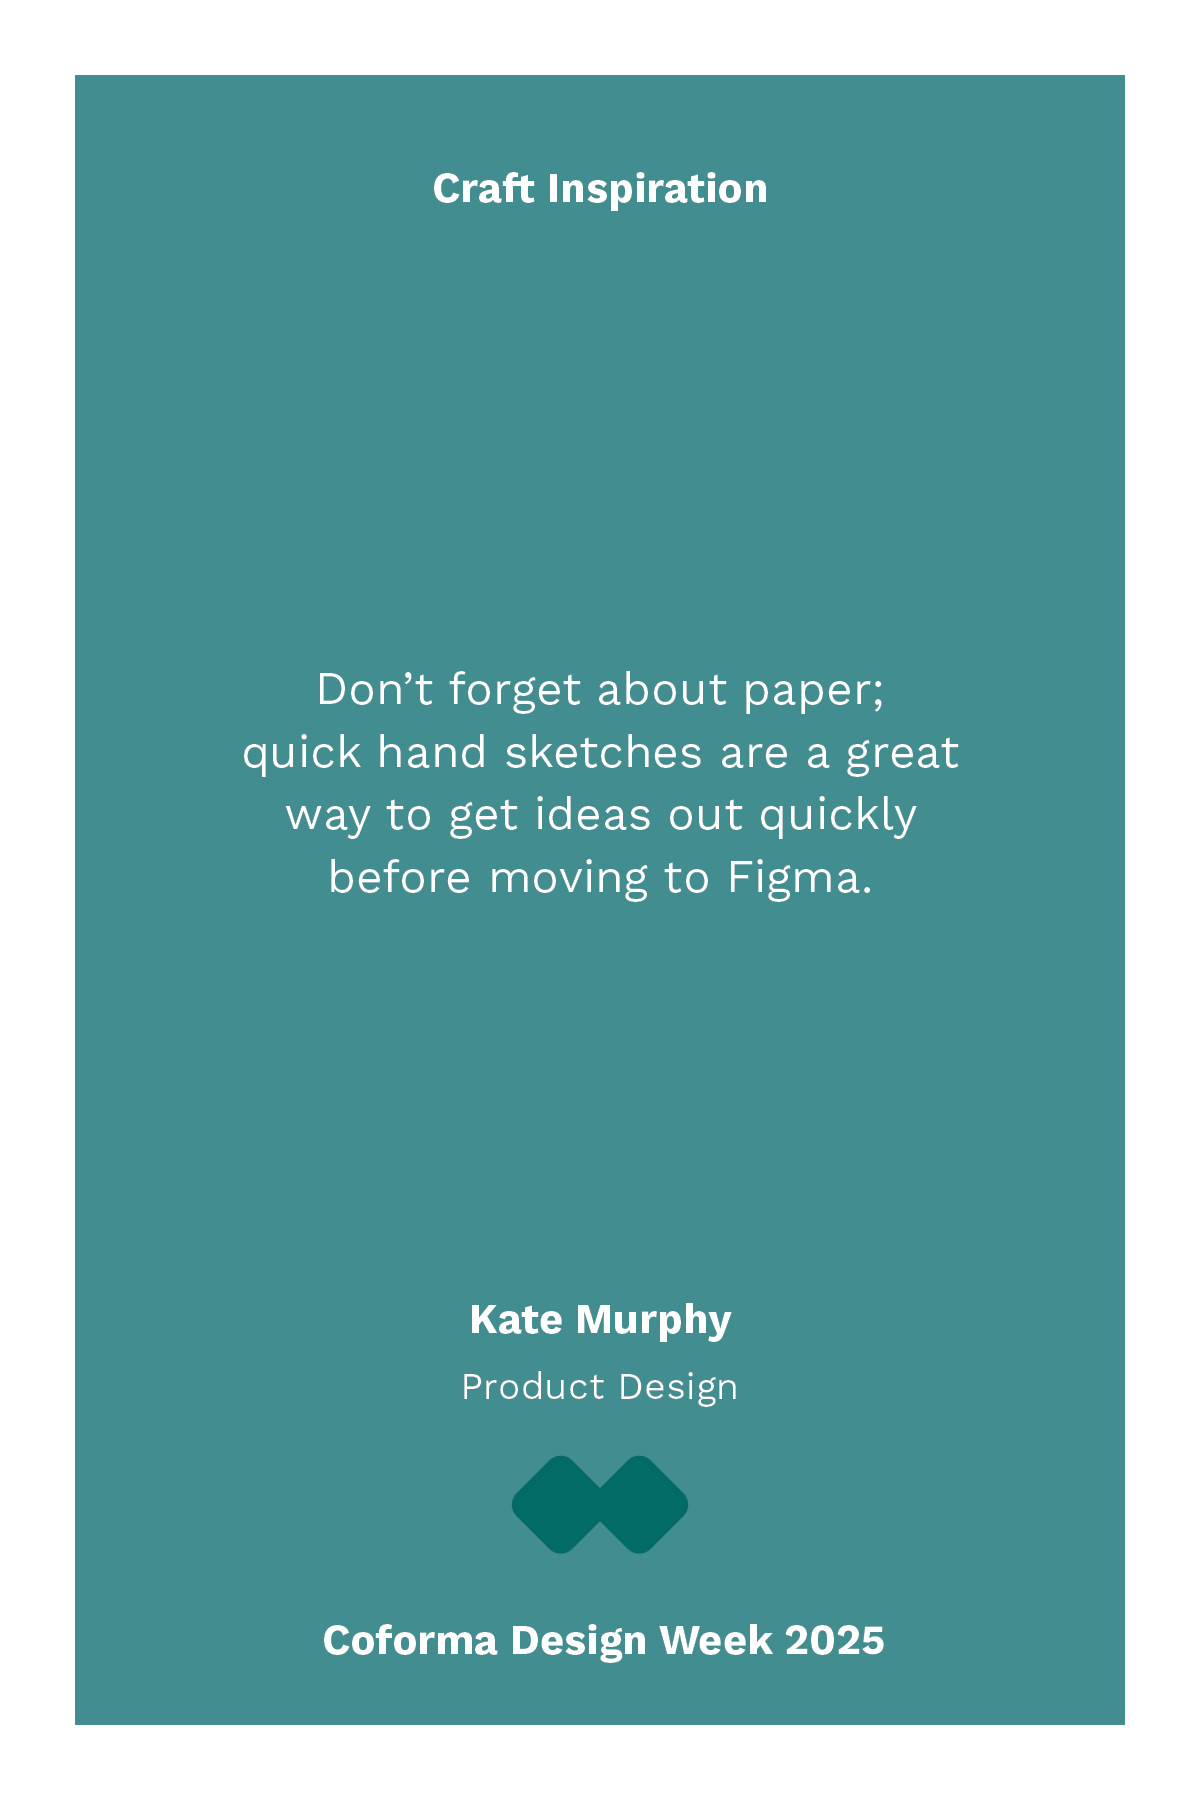 Craft Inspiration
Don’t forget about paper;
quick hand sketches are a great
way to get ideas out quickly
before moving to Figma.
Kate Murphy
Product Design
Coforma Design Week 2025